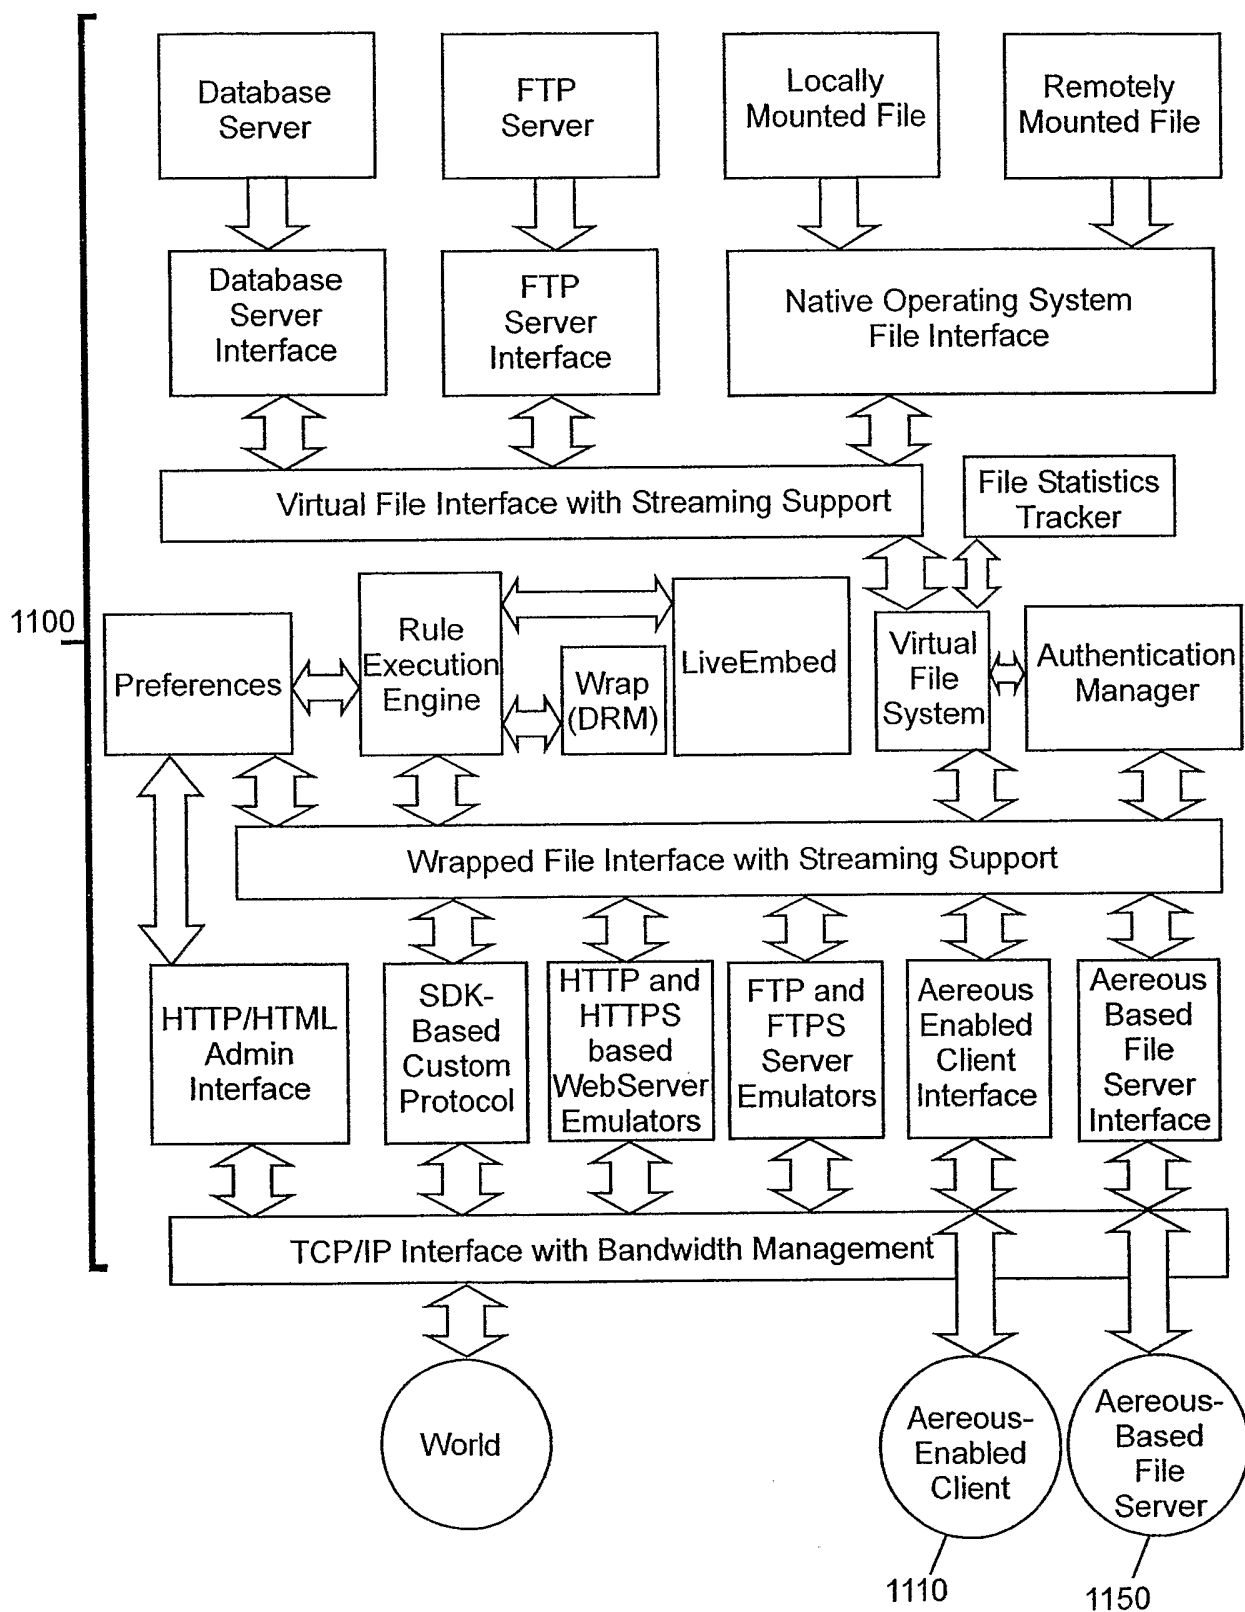 Database
Server
FTP
Server
Locally
Mounted File
Remotely
Mounted File
Database
Server
Interface
FTP
Server
Interface
Native Operating System
File Interface
Virtual File Interface with Streaming Support
File Statistics
Tracker
1100
Preferences
Rule
Execution
Engine
Wrap
(DRM)
LiveEmbed
Virtual
File
System
Authentication
Manager
Wrapped File Interface with Streaming Support
HTTP/HTML
Admin
Interface
SDK-
Based
Custom
Protocol
HTTP and
HTTPS
based
WebServer
Emulators
FTP and
FTPS
Server
Emulators
Aereous
Enabled
Client
Interface
Aereous
Based
File
Server
Interface
TCP/IP Interface with Bandwidth Management
World
Aereous-
Enabled
Client
Aereous-
Based
File
Server
1110
1150